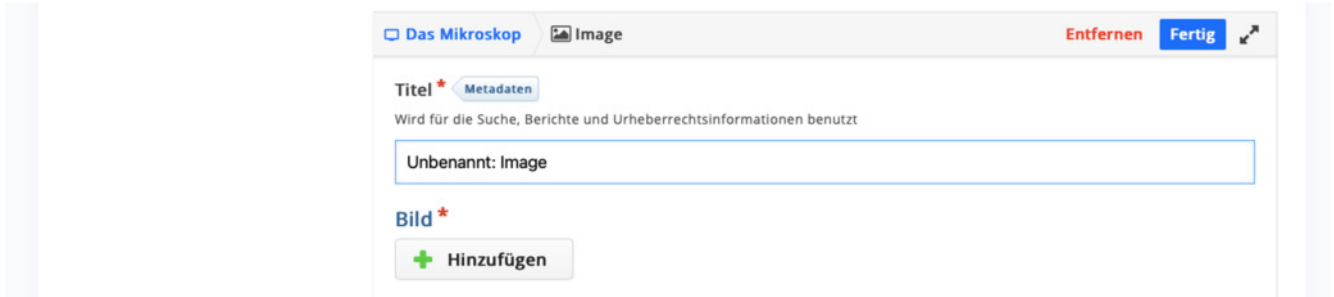 Das Mikroskop Image Entfernen Fertig
Titel * Metadaten
Wird für die Suche, Berichte und Urheberrechtsinformationen benutzt
Unbenannt: Image
Bild *
Hinzufügen